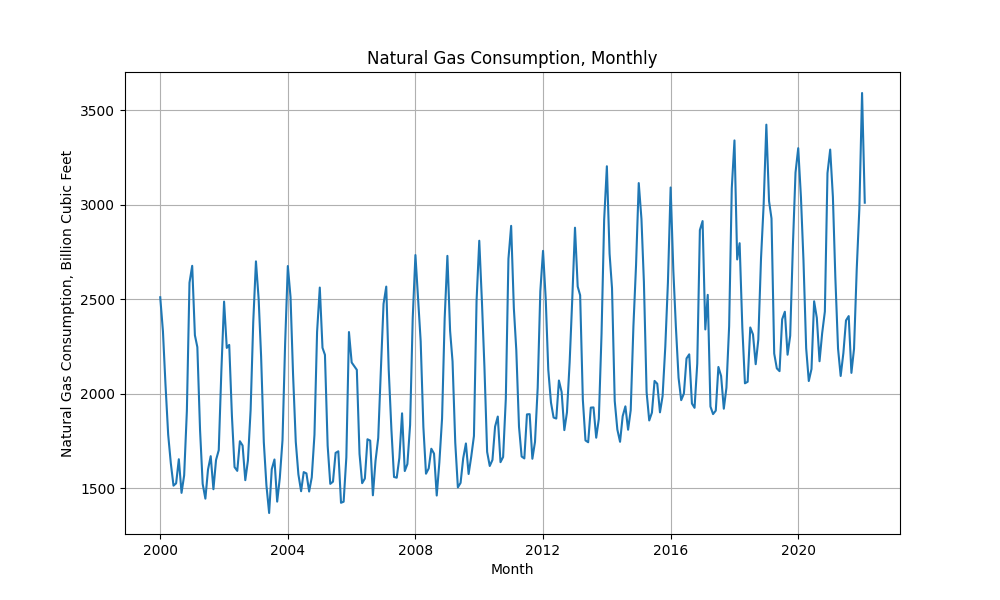 Natural Gas Consumption, Monthly
Natural Gas Consumption, Billion Cubic Feet
3500
3000
2500
2000
1500
2000 2004 2008 2012 2016 2020
Month